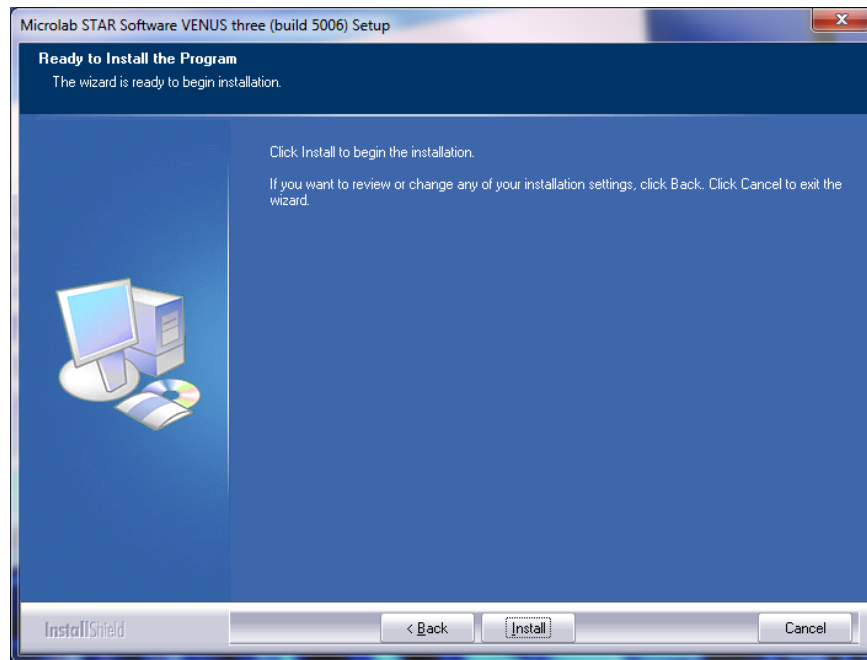 Microlab STAR Software VENUS three (build 5006) Setup
Ready to Install the Program
The wizard is ready to begin installation.
Click Install to begin the installation.
If you want to review or change any of your installation settings, click Back. Click Cancel to exit the
wizard.
InstallShield
< Back
Install
Cancel